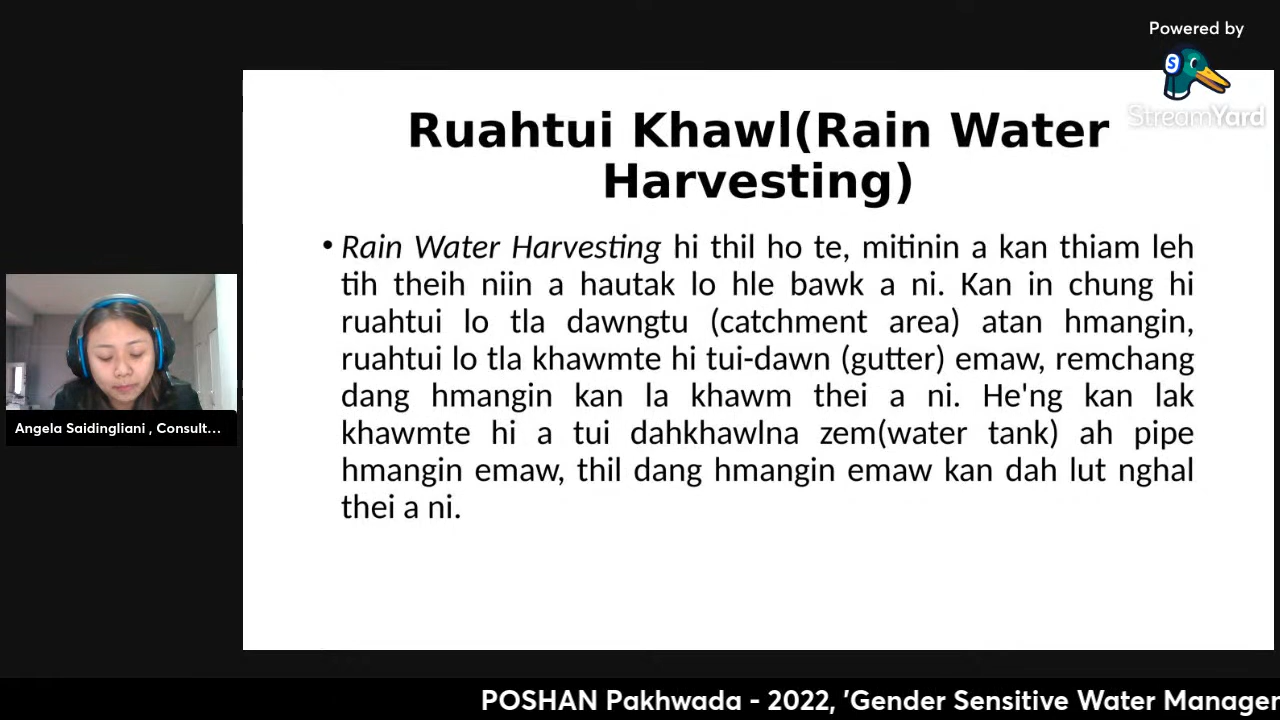 Powered by
StreamYard
Ruahtui Khawl(Rain Water
Harvesting)
• Rain Water Harvesting hi thil ho te, mitinin a kan thiam leh
tih theih niin a hautak lo hle bawk a ni. Kan in chung hi
ruahtui lo tla dawngtu (catchment area) atan hmangin,
ruahtui lo tla khawmte hi tui-dawn (gutter) emaw, remchang
dang hmangin kan la khawm thei a ni. He'ng kan lak
khawmte hi a tui dahkhawlna zem(water tank) ah pipe
hmangin emaw, thil dang hmangin emaw kan dah lut nghal
thei a ni.
Angela Saidingliani , Consult...
POSHAN Pakhwada - 2022, 'Gender Sensitive Water